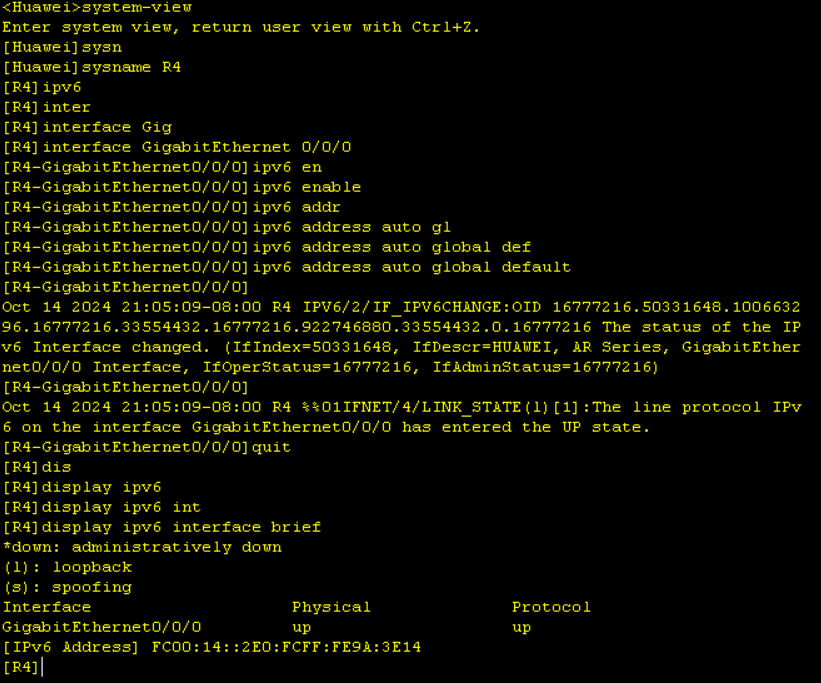 <Huawei>system-view
Enter system view, return user view with Ctrl+Z.
[Huawei]sysn
[Huawei]sysname R4
[R4]ipv6
[R4]inter
[R4]interface Gig
[R4]interface GigabitEthernet 0/0/0
[R4-GigabitEthernet0/0/0]ipv6 en
[R4-GigabitEthernet0/0/0]ipv6 enable
[R4-GigabitEthernet0/0/0]ipv6 addr
[R4-GigabitEthernet0/0/0]ipv6 address auto gl
[R4-GigabitEthernet0/0/0]ipv6 address auto global def
[R4-GigabitEthernet0/0/0]ipv6 address auto global default
[R4-GigabitEthernet0/0/0]
Oct 14 2024 21:05:09-08:00 R4 IPV6/2/IF_IPV6CHANGE:OID 16777216.50331648.1006632
96.16777216.33554432.16777216.922746880.33554432.0.16777216 The status of the IP
v6 Interface changed. (IfIndex=50331648, IfDescr=HUAWEI, AR Series, GigabitEther
net0/0/0 Interface, IfOperStatus=16777216, IfAdminStatus=16777216)
[R4-GigabitEthernet0/0/0]
Oct 14 2024 21:05:09-08:00 R4 %%01IFNET/4/LINK_STATE(l)[1]:The line protocol IPv
6 on the interface GigabitEthernet0/0/0 has entered the UP state.
[R4-GigabitEthernet0/0/0]quit
[R4]dis
[R4]display ipv6
[R4]display ipv6 int
[R4]display ipv6 interface brief
*down: administratively down
(l): loopback
(s): spoofing
Interface Physical Protocol
GigabitEthernet0/0/0 up up
[IPv6 Address] FC00:14::2E0:FCFF:FE9A:3E14
[R4]